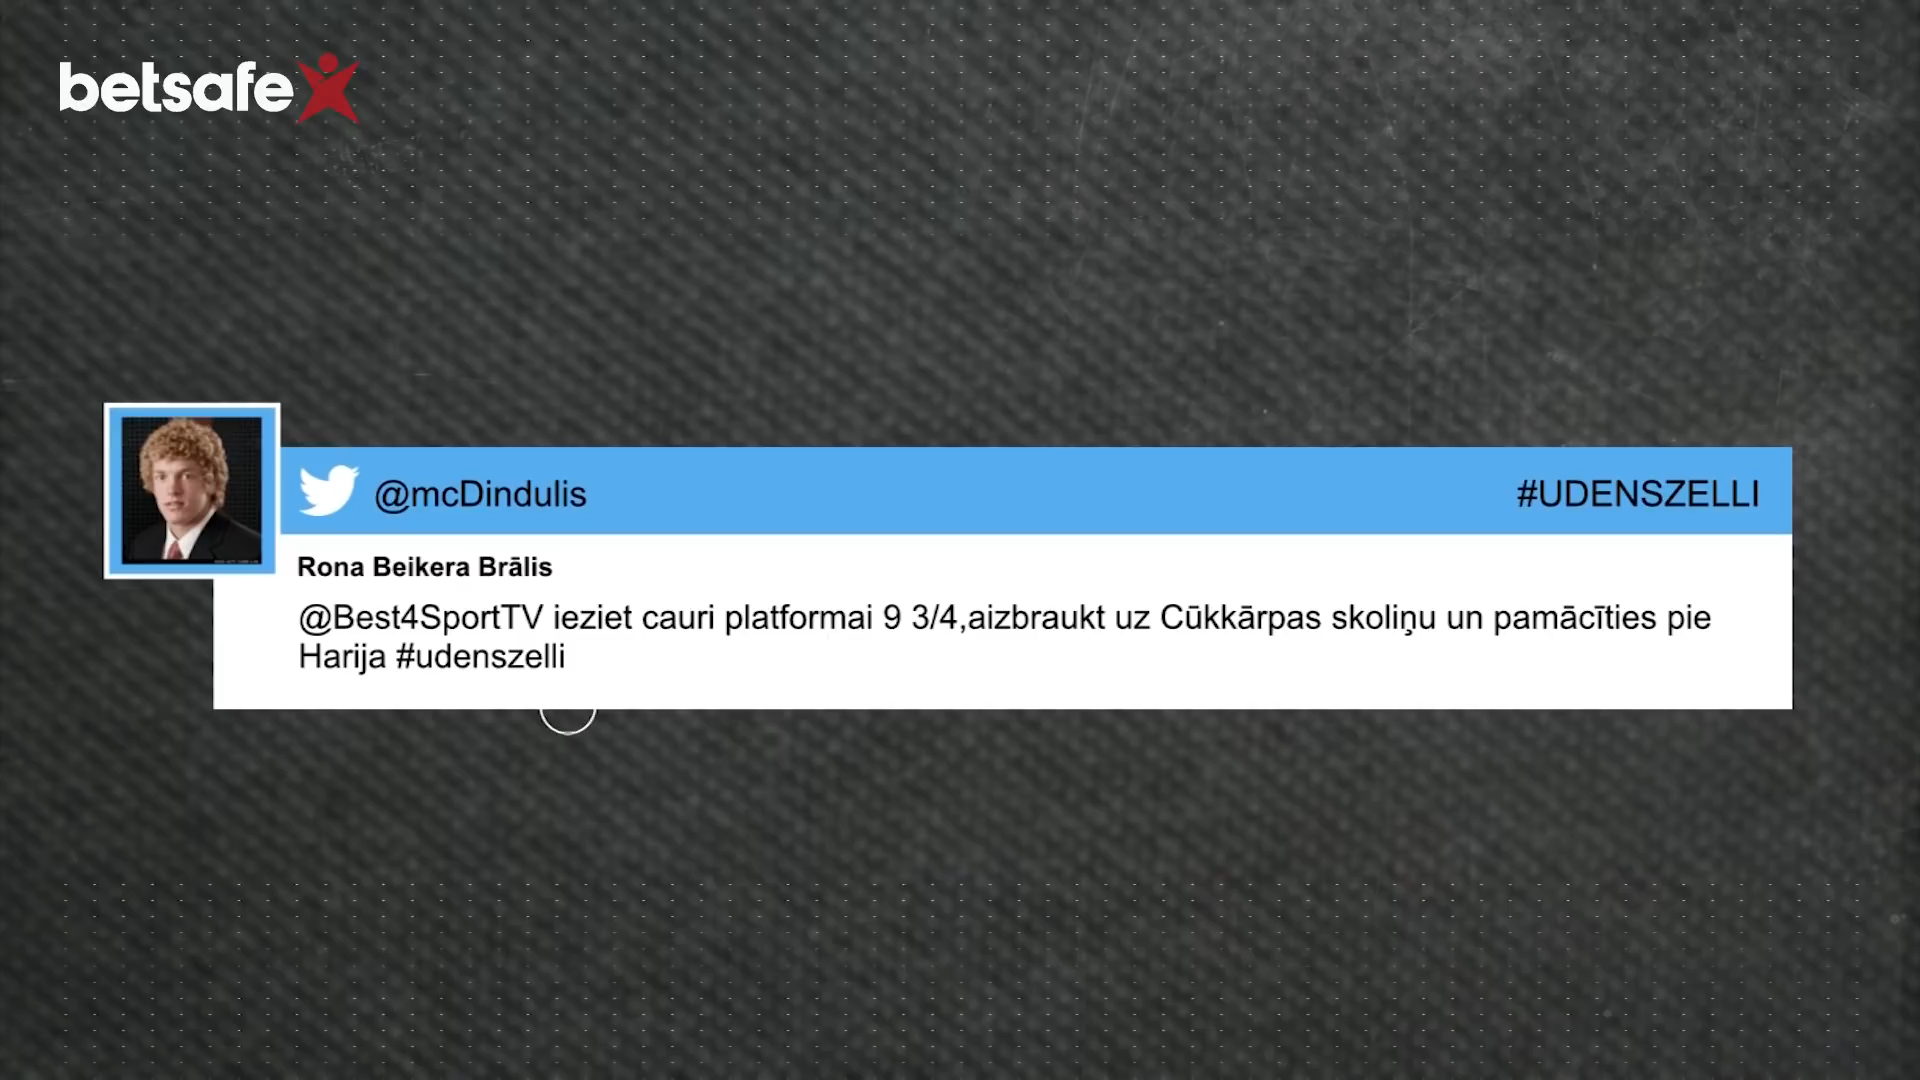 betsafe
@mcDindulis #UDENSZELLI
Rona Beikera Brālis
@Best4SportTV ieziet cauri platformai 9 3/4,aizbraukt uz Cūkkārpas skoliņu un pamācīties pie
Harija #udenszelli